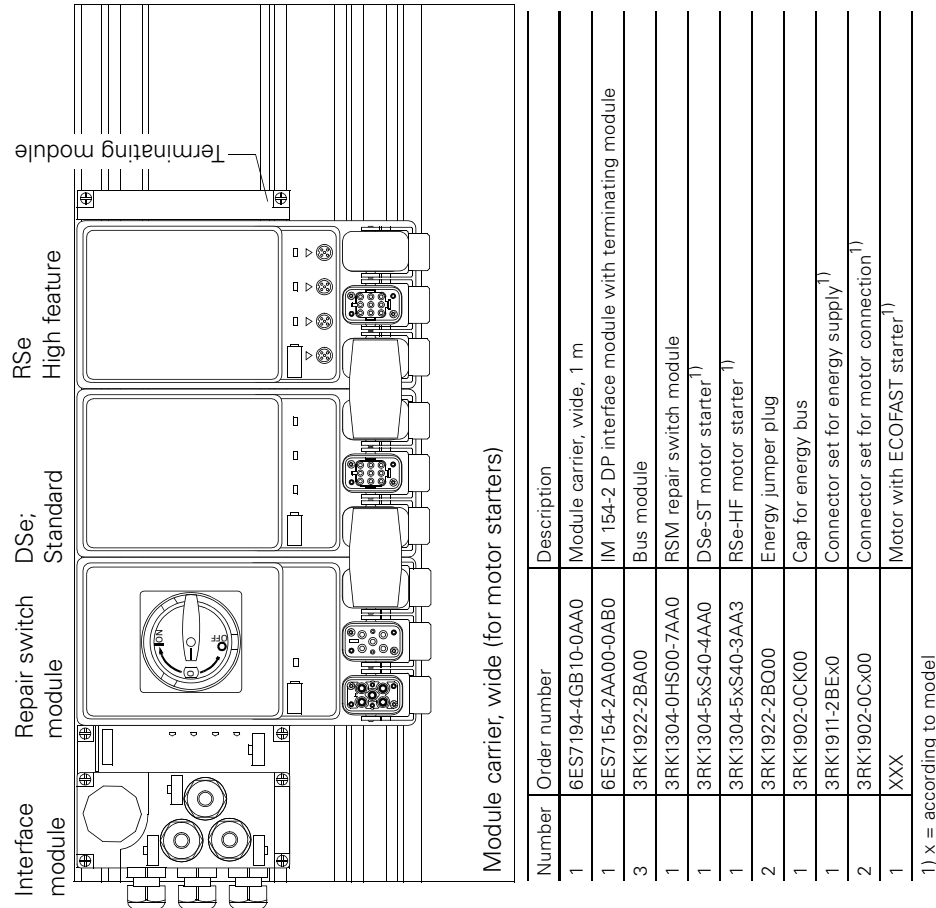 Interface
module
Repair switch
module
DSe;
Standard
RSe
High feature
Terminating module
ON
OFF
Module carrier, wide (for motor starters)
Number Order number Description
1 6ES7194-4GB10-0AA0 Module carrier, wide, 1 m
1 6ES7154-2AA00-0AB0 IM 154-2 DP interface module with terminating module
3 3RK1922-2BA00 Bus module
1 3RK1304-0HS00-7AA0 RSM repair switch module
1 3RK1304-5xS40-4AA0 DSe-ST motor starter1)
1 3RK1304-5xS40-3AA3 RSe-HF motor starter 1)
2 3RK1922-2BQ00 Energy jumper plug
1 3RK1902-0CK00 Cap for energy bus
1 3RK1911-2BEx0 Connector set for energy supply1)
2 3RK1902-0Cx00 Connector set for motor connection1)
1 XXX Motor with ECOFAST starter1)
1) x = according to model